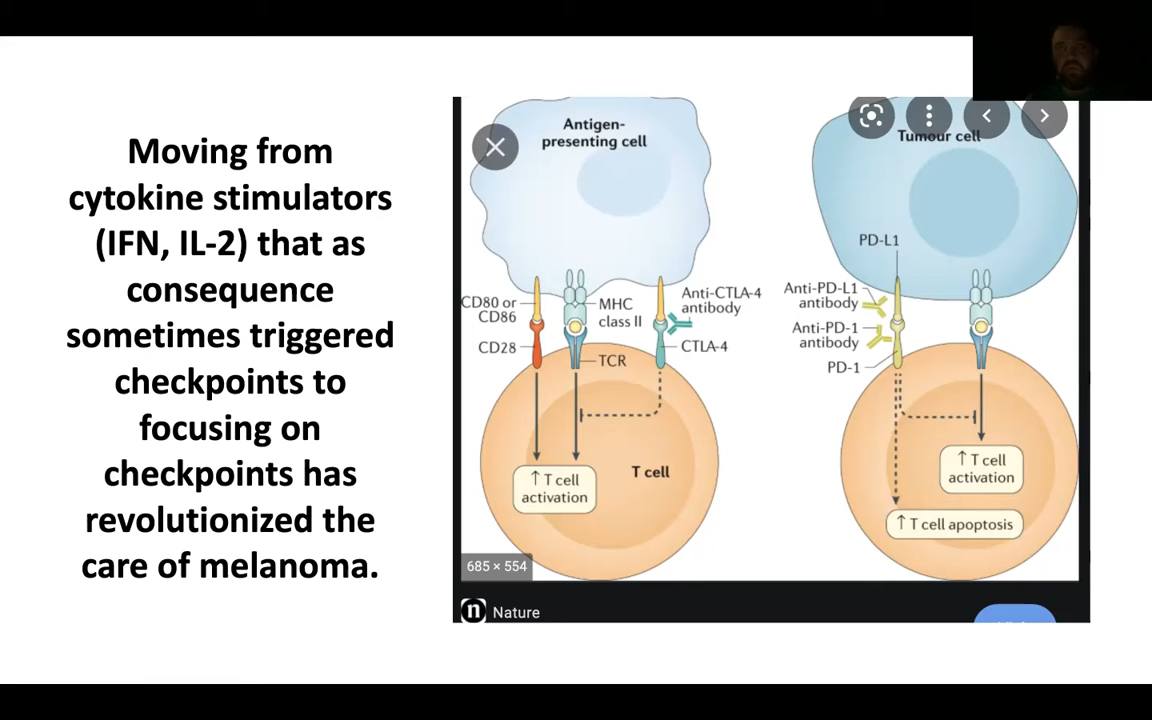 Moving from
cytokine stimulators
(IFN, IL-2) that as
consequence
sometimes triggered
checkpoints to
focusing on
checkpoints has
revolutionized the
care of melanoma.
Antigen-
presenting cell
CD80 or
CD86
CD28
MHC
class II
TCR
Anti-CTLA-4
antibody
CTLA-4
↑ T cell
activation
T cell
Tumour cell
PD-L1
Anti-PD-L1
antibody
Anti-PD-1
antibody
PD-1
↑ T cell
activation
↑ T cell apoptosis
685 × 554
n Nature